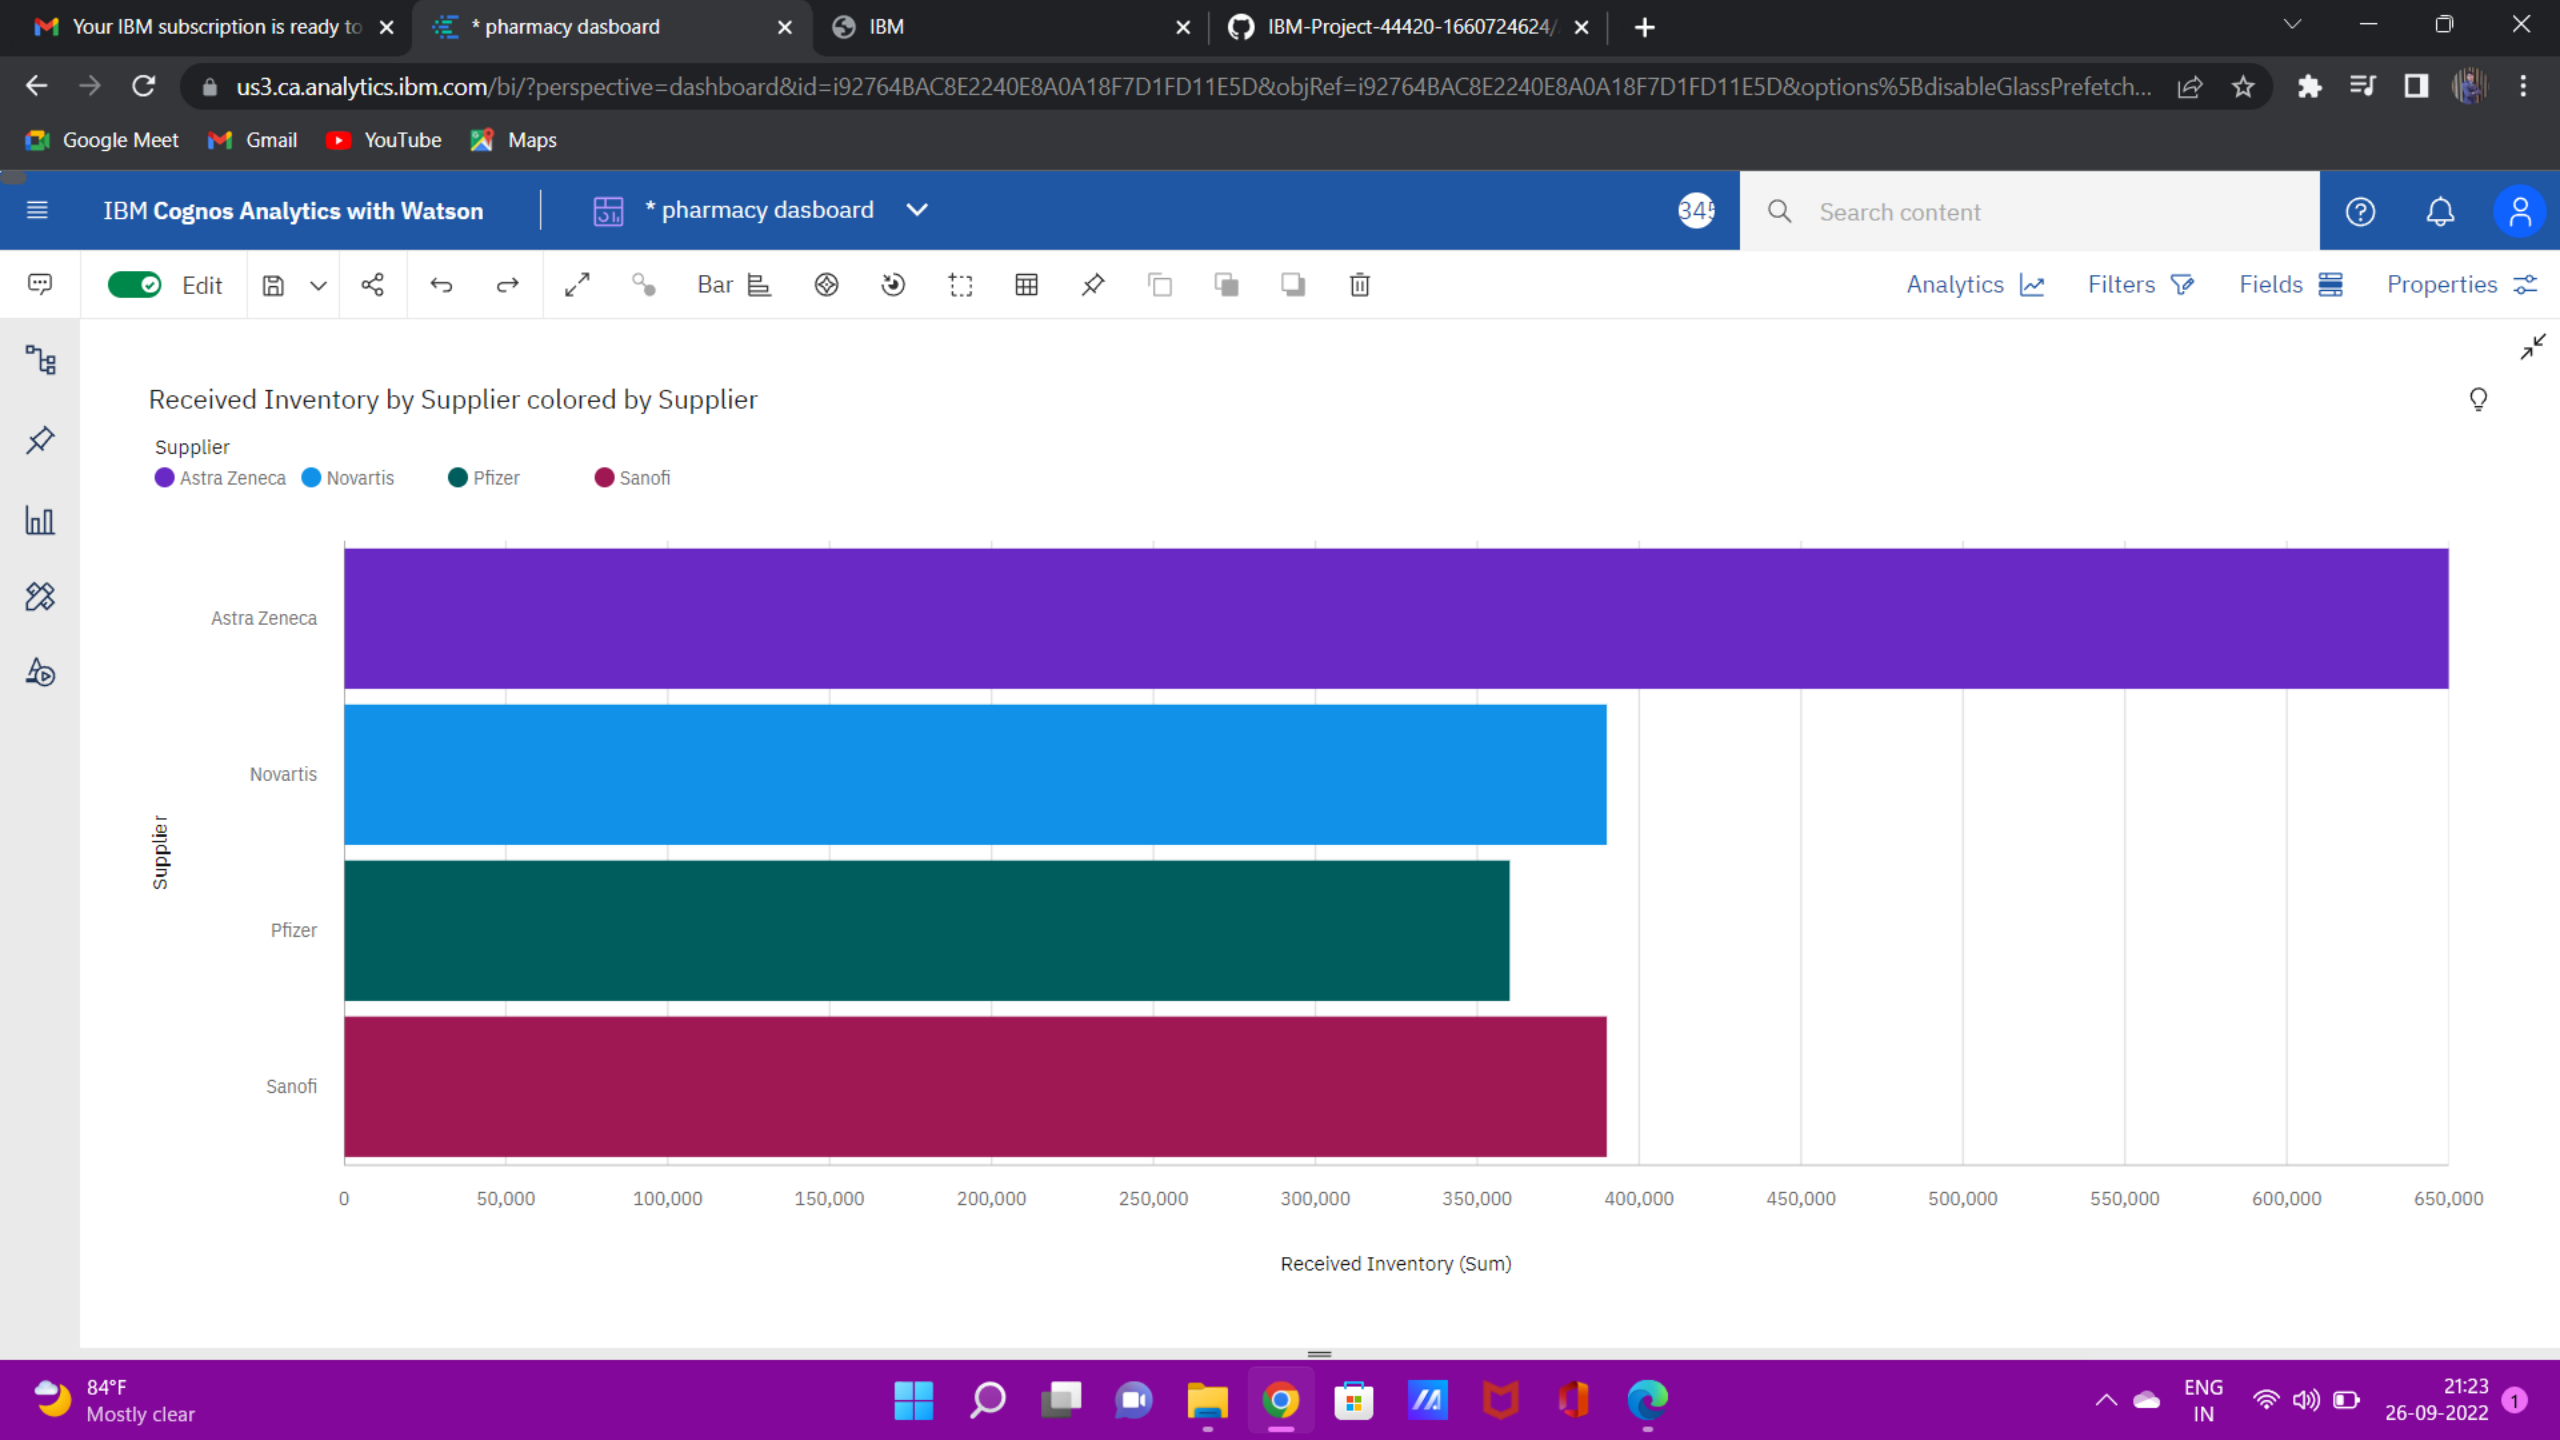 Your IBM subscription is ready to
* pharmacy dasboard
IBM
IBM-Project-44420-1660724624/
us3.ca.analytics.ibm.com/bi/?perspective=dashboard&id=i92764BAC8E2240E8A0A18F7D1FD11E5D&objRef=i92764BAC8E2240E8A0A18F7D1FD11E5D&options%5BdisableGlassPrefetch...
Google Meet
Gmail
YouTube
Maps
IBM Cognos Analytics with Watson
* pharmacy dasboard
345
Search content
Edit
Bar
Analytics
Filters
Fields
Properties
Received Inventory by Supplier colored by Supplier
Supplier
Astra Zeneca Novartis Pfizer Sanofi
Astra Zeneca
Novartis
Pfizer
Sanofi
Supplier
0 50,000 100,000 150,000 200,000 250,000 300,000 350,000 400,000 450,000 500,000 550,000 600,000 650,000
Received Inventory (Sum)
84°F
Mostly clear
ENG
IN
21:23
26-09-2022
1